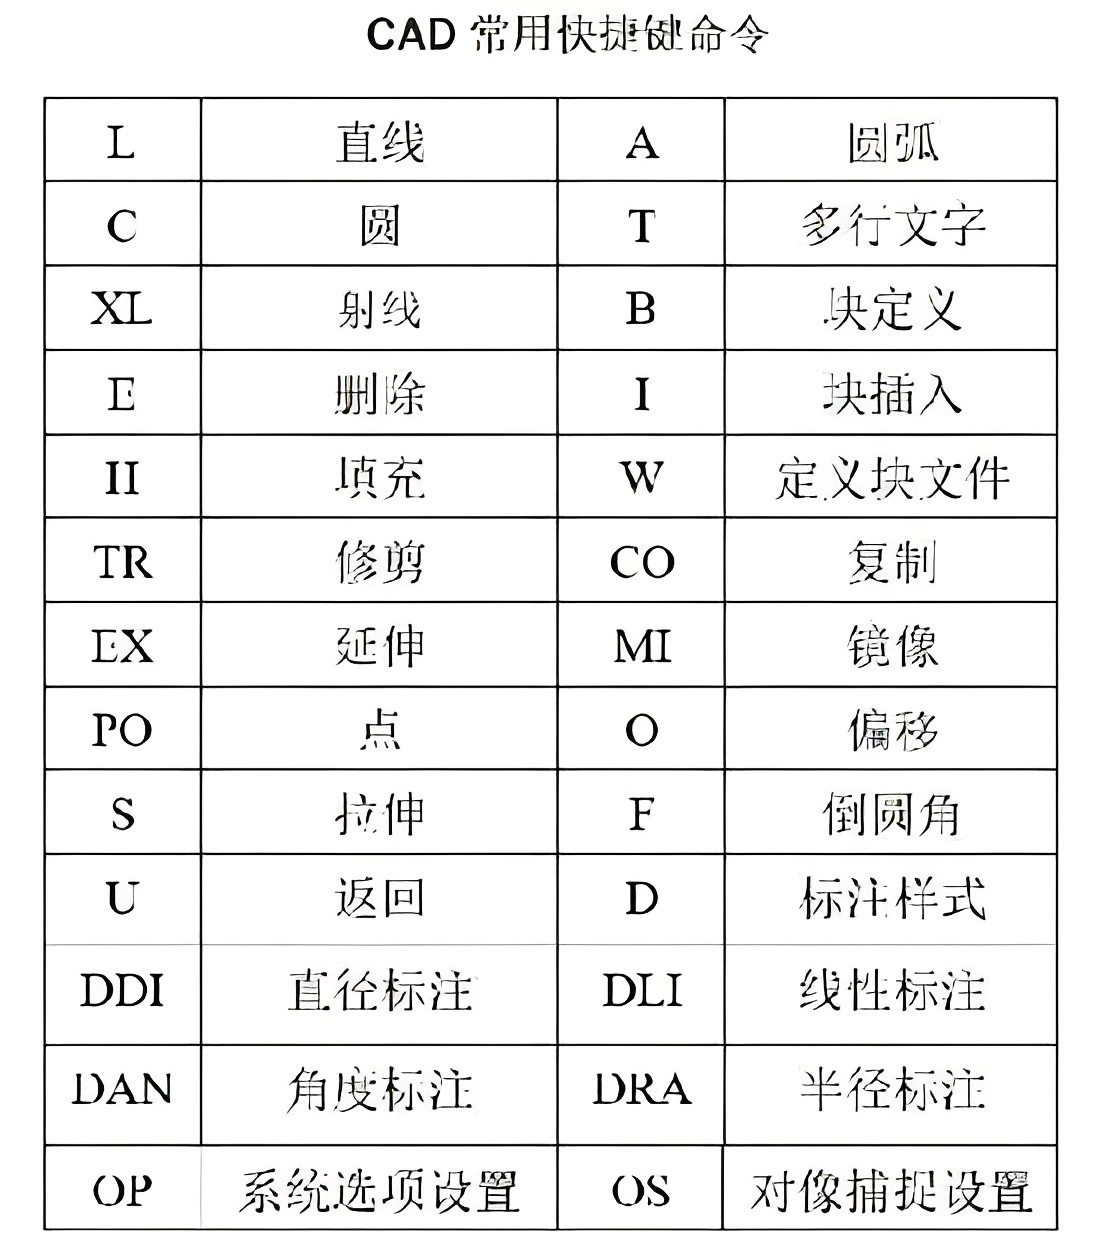 CAD 常用快捷键命令
L 直线 A 圆弧
C 圆 T 多行文字
XL 射线 B 块定义
E 删除 I 块插入
II 填充 W 定义块文件
TR 修剪 CO 复制
EX 延伸 MI 镜像
PO 点 O 偏移
S 拉伸 F 倒圆角
U 返回 D 标注样式
DDI 直径标注 DLI 线性标注
DAN 角度标注 DRA 半径标注
OP 系统选项设置 OS 对像捕捉设置